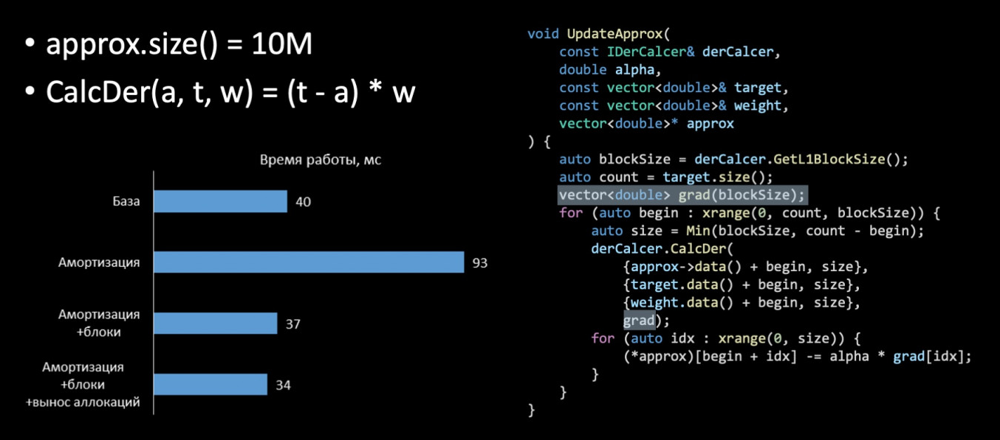 • approx.size() = 10M
• CalcDer(a, t, w) = (t - a) * w
Время работы, мс
База
40
Амортизация
93
Амортизация
+блоки
37
Амортизация
+блоки
+вынос аллокаций
34
void UpdateApprox(
    const IDerCalcer& derCalcer,
    double alpha,
    const vector<double>& target,
    const vector<double>& weight,
    vector<double>* approx
) {
    auto blockSize = derCalcer.GetL1BlockSize();
    auto count = target.size();
    vector<double> grad(blockSize);
    for (auto begin : xrange(0, count, blockSize)) {
        auto size = Min(blockSize, count - begin);
        derCalcer.CalcDer(
            {approx->data() + begin, size},
            {target.data() + begin, size},
            {weight.data() + begin, size},
            grad);
        for (auto idx : xrange(0, size)) {
            (*approx)[begin + idx] -= alpha * grad[idx];
        }
    }
}